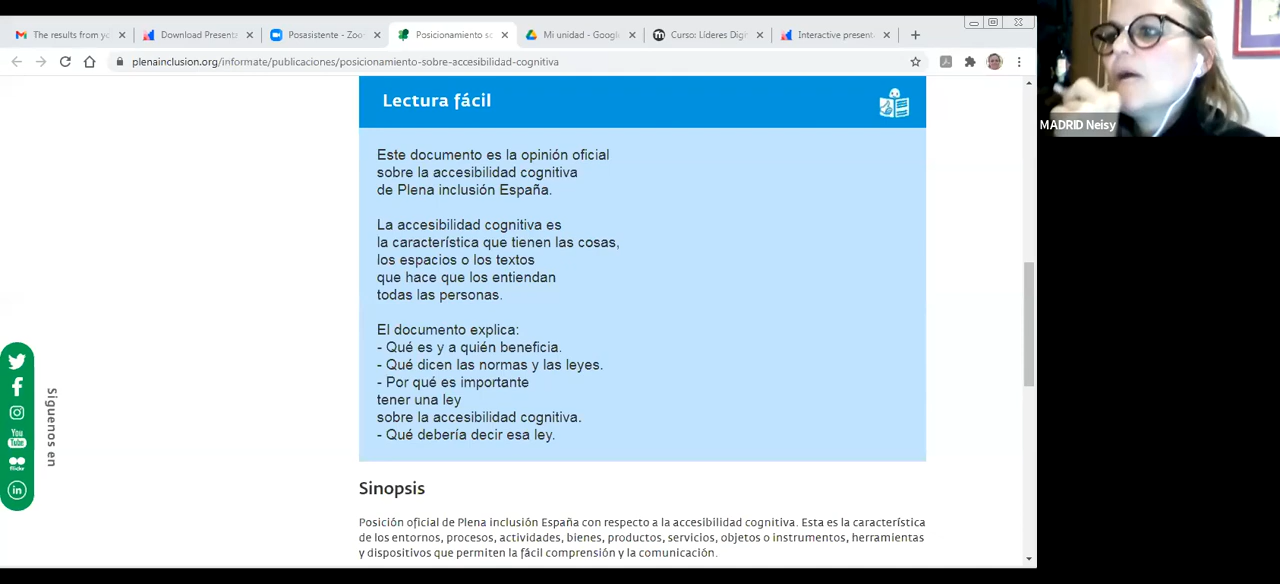 The results from yo
Download Presenta
Posasistente - Zoo
Posicionamiento so
Mi unidad - Google
Curso: Líderes Digi
Interactive present
plenainclusion.org/informate/publicaciones/posicionamiento-sobre-accesibilidad-cognitiva
MADRID Neisy
Lectura fácil
Este documento es la opinión oficial
sobre la accesibilidad cognitiva
de Plena inclusión España.
La accesibilidad cognitiva es
la característica que tienen las cosas,
los espacios o los textos
que hace que los entiendan
todas las personas.
El documento explica:
- Qué es y a quién beneficia.
- Qué dicen las normas y las leyes.
- Por qué es importante
tener una ley
sobre la accesibilidad cognitiva.
- Qué debería decir esa ley.
Síguenos en
You
Tube
flickr
in
Sinopsis
Posición oficial de Plena inclusión España con respecto a la accesibilidad cognitiva. Esta es la característica
de los entornos, procesos, actividades, bienes, productos, servicios, objetos o instrumentos, herramientas
y dispositivos que permiten la fácil comprensión y la comunicación.